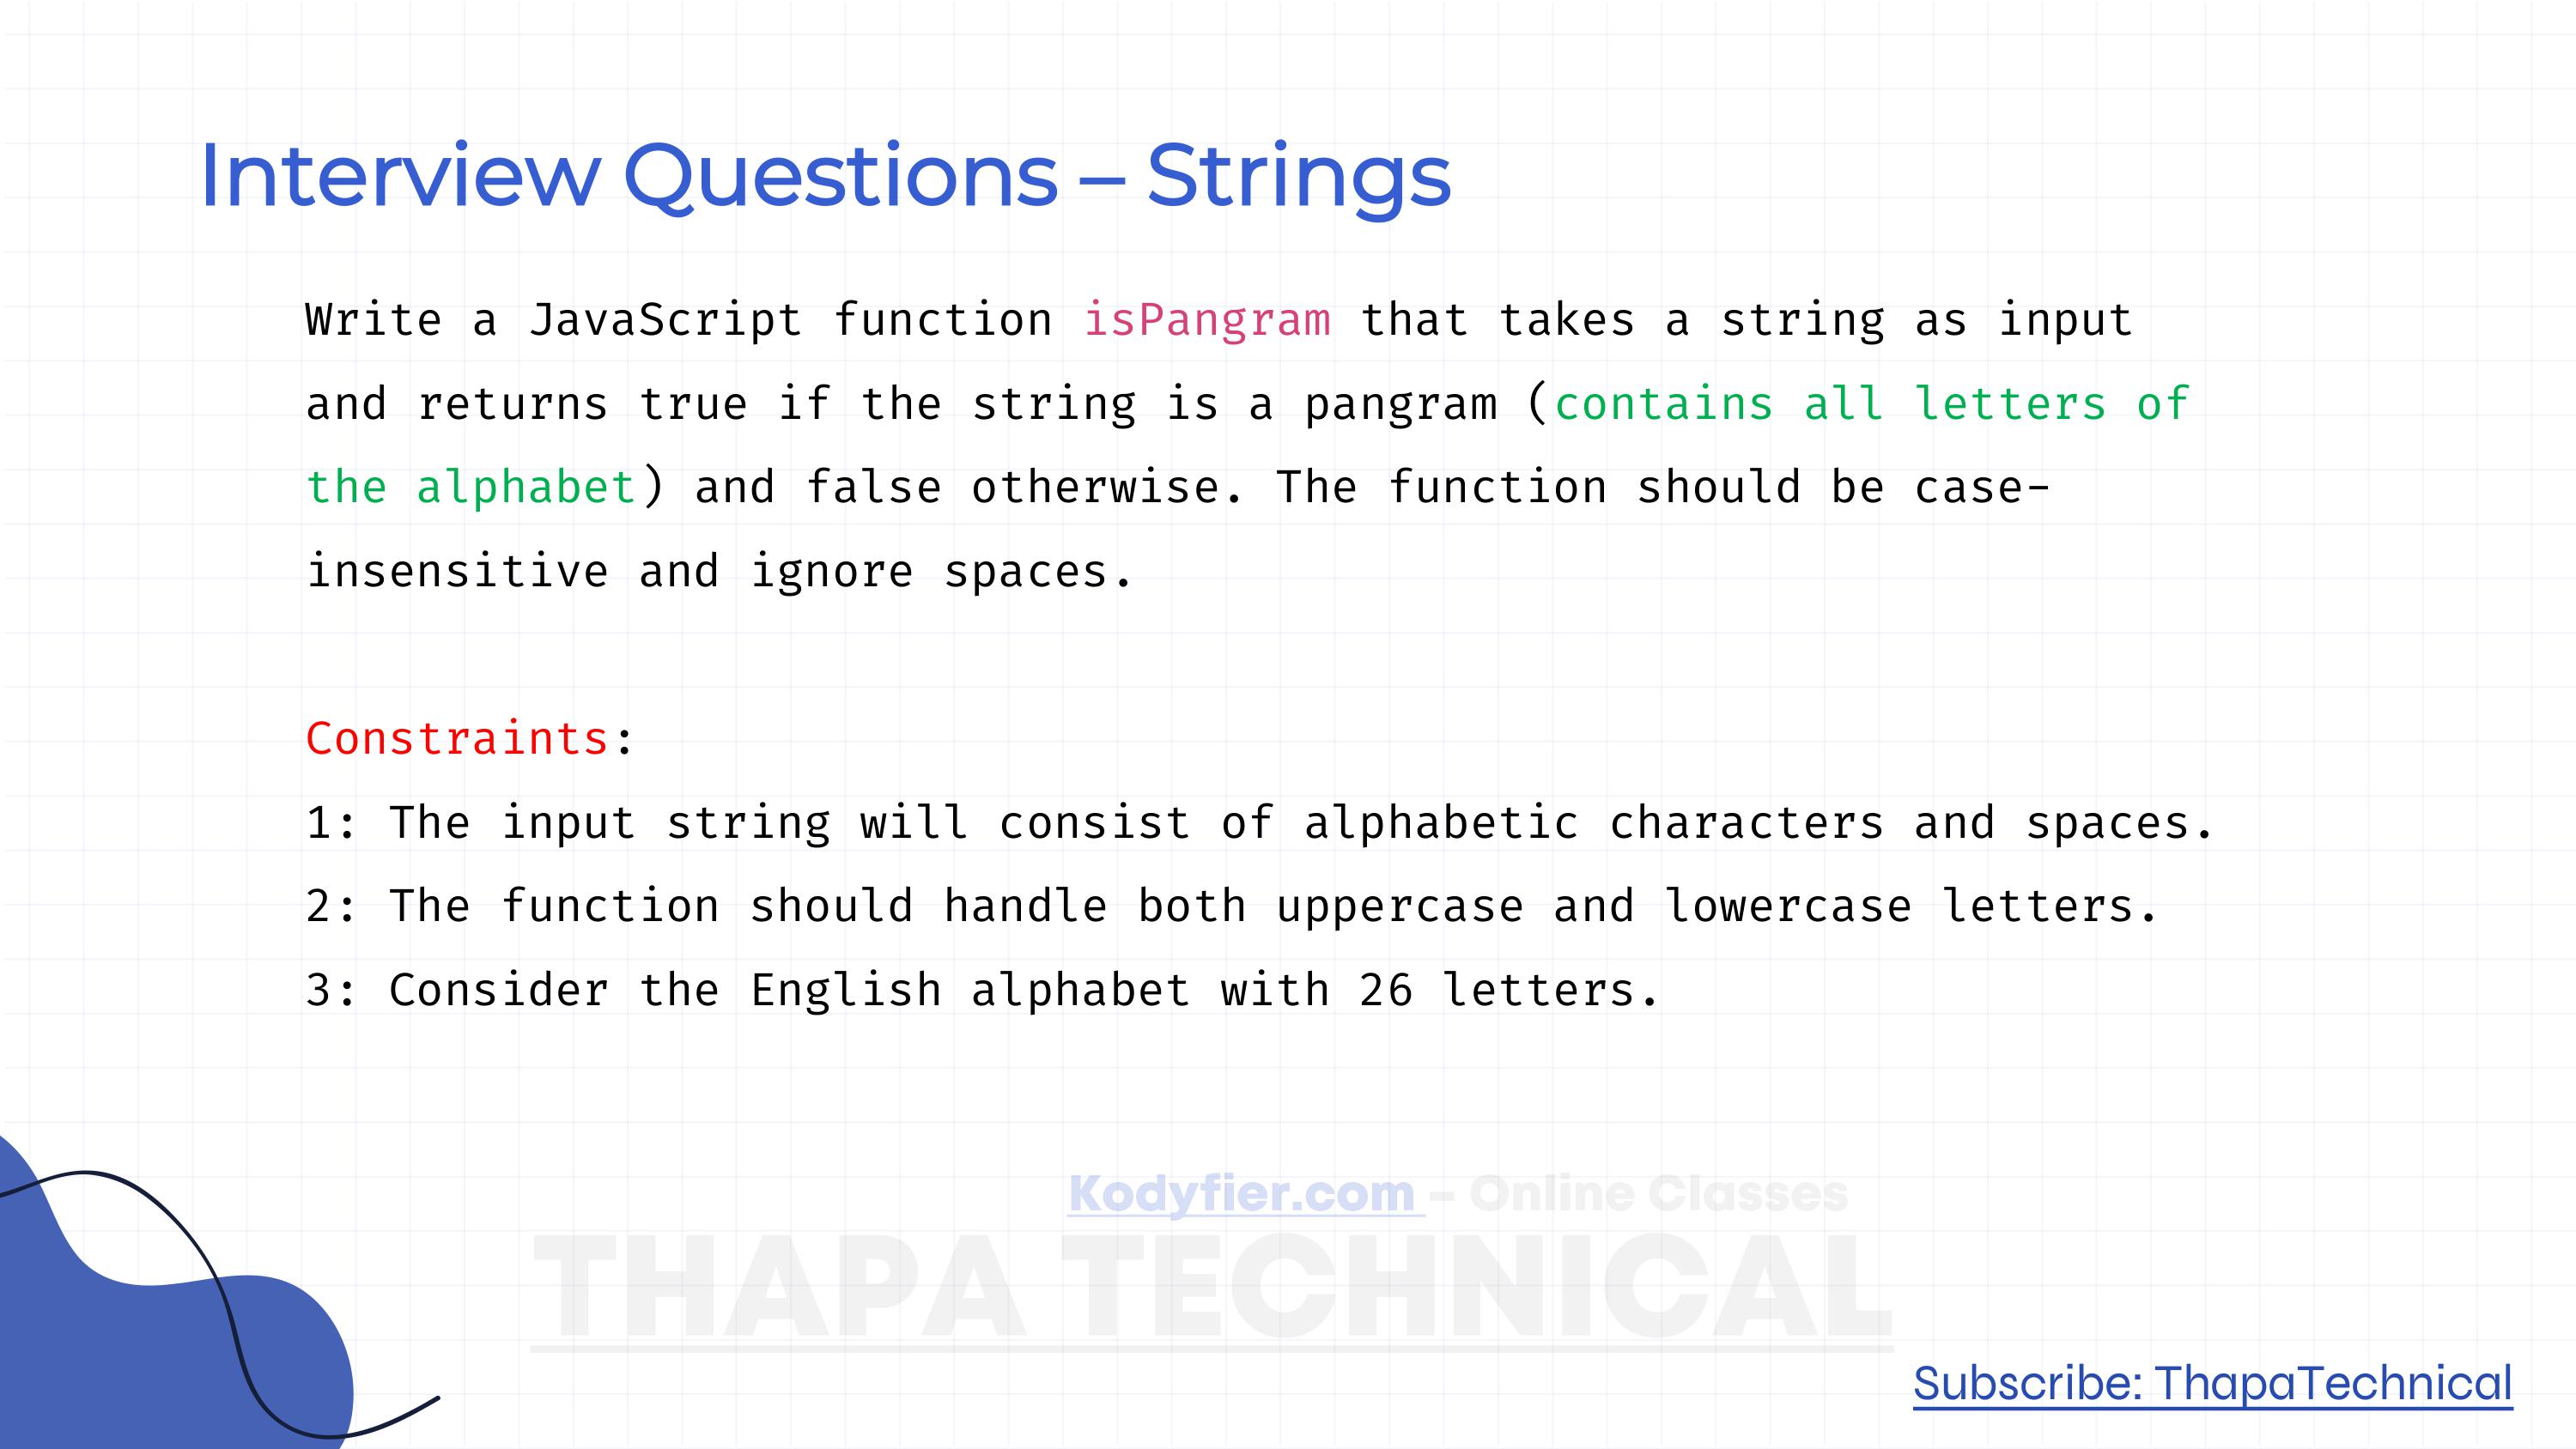 Interview Questions – Strings
Write a JavaScript function isPangram that takes a string as input
and returns true if the string is a pangram (contains all letters of
the alphabet) and false otherwise. The function should be case-
insensitive and ignore spaces.
Constraints:
1: The input string will consist of alphabetic characters and spaces.
2: The function should handle both uppercase and lowercase letters.
3: Consider the English alphabet with 26 letters.
Kodyfier.com – Online Classes
THAPA TECHNICAL
Subscribe: ThapaTechnical